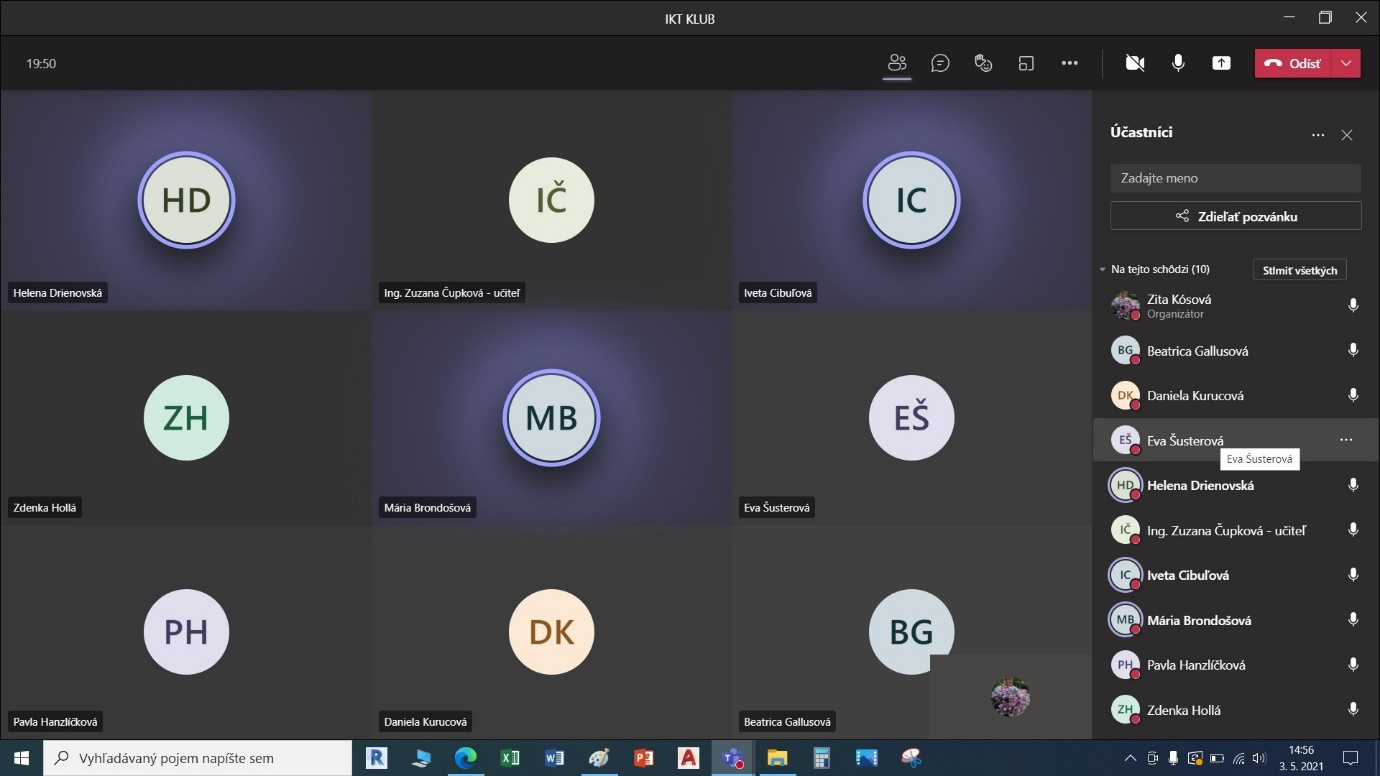 IKT KLUB
19:50
Odísť
HD
Helena Drienovská
IČ
Ing. Zuzana Čupková - učiteľ
IC
Iveta Cibuľová
ZH
Zdenka Hollá
MB
Mária Brondošová
EŠ
Eva Šusterová
PH
Pavla Hanzlíčková
DK
Daniela Kurucová
BG
Beatrica Gallusová
Účastníci
Zadajte meno
Zdieľať pozvánku
Na tejto schôdzi (10)
Stlmiť všetkých
Zita Kósová
Organizátor
BG Beatrica Gallusová
DK Daniela Kurucová
EŠ Eva Šusterová
Eva Šusterová
HD Helena Drienovská
IČ Ing. Zuzana Čupková - učiteľ
IC Iveta Cibuľová
MB Mária Brondošová
PH Pavla Hanzlíčková
ZH Zdenka Hollá
Vyhľadávaný pojem napíšte sem
14:56
3. 5. 2021